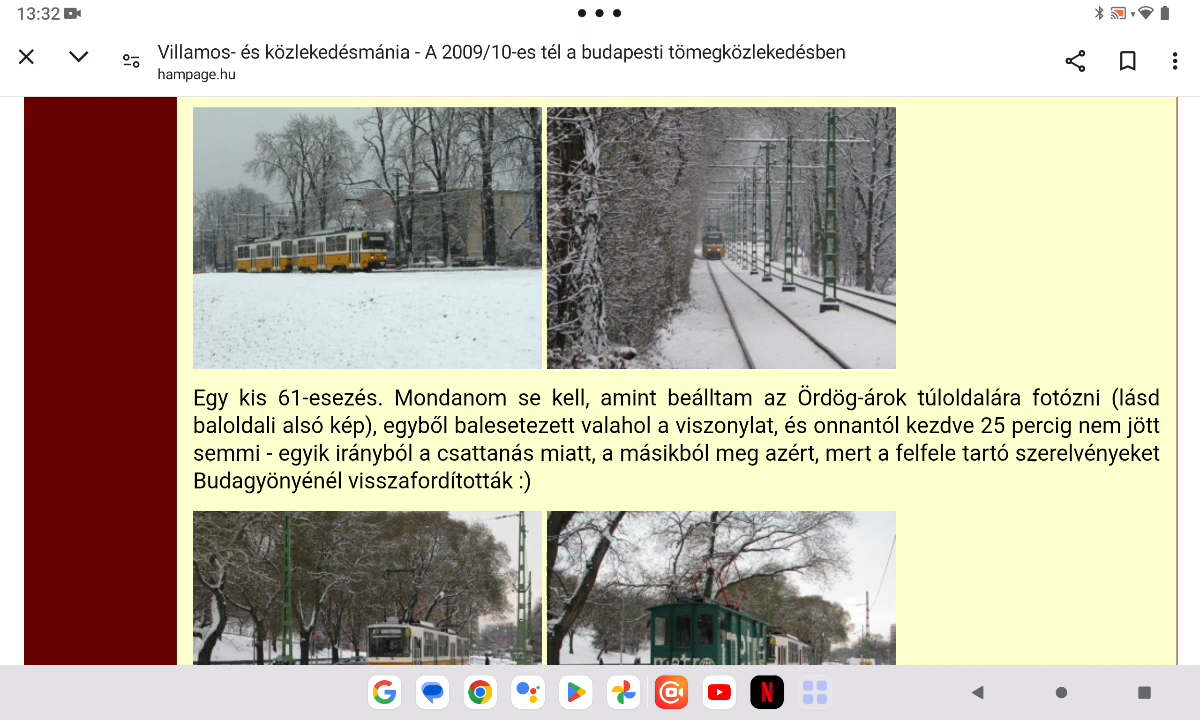 13:32
Villamos- és közlekedésmánia - A 2009/10-es tél a budapesti tömegközlekedésben
hampage.hu
Egy kis 61-esezés. Mondanom se kell, amint beálltam az Ördög-árok túloldalára fotózni (lásd
baloldali alsó kép), egyből balesetezett valahol a viszonylat, és onnantól kezdve 25 percig nem jött
semmi - egyik irányból a csattanás miatt, a másikból meg azért, mert a felfele tartó szerelvényeket
Budagyönyénél visszafordították :)
metro